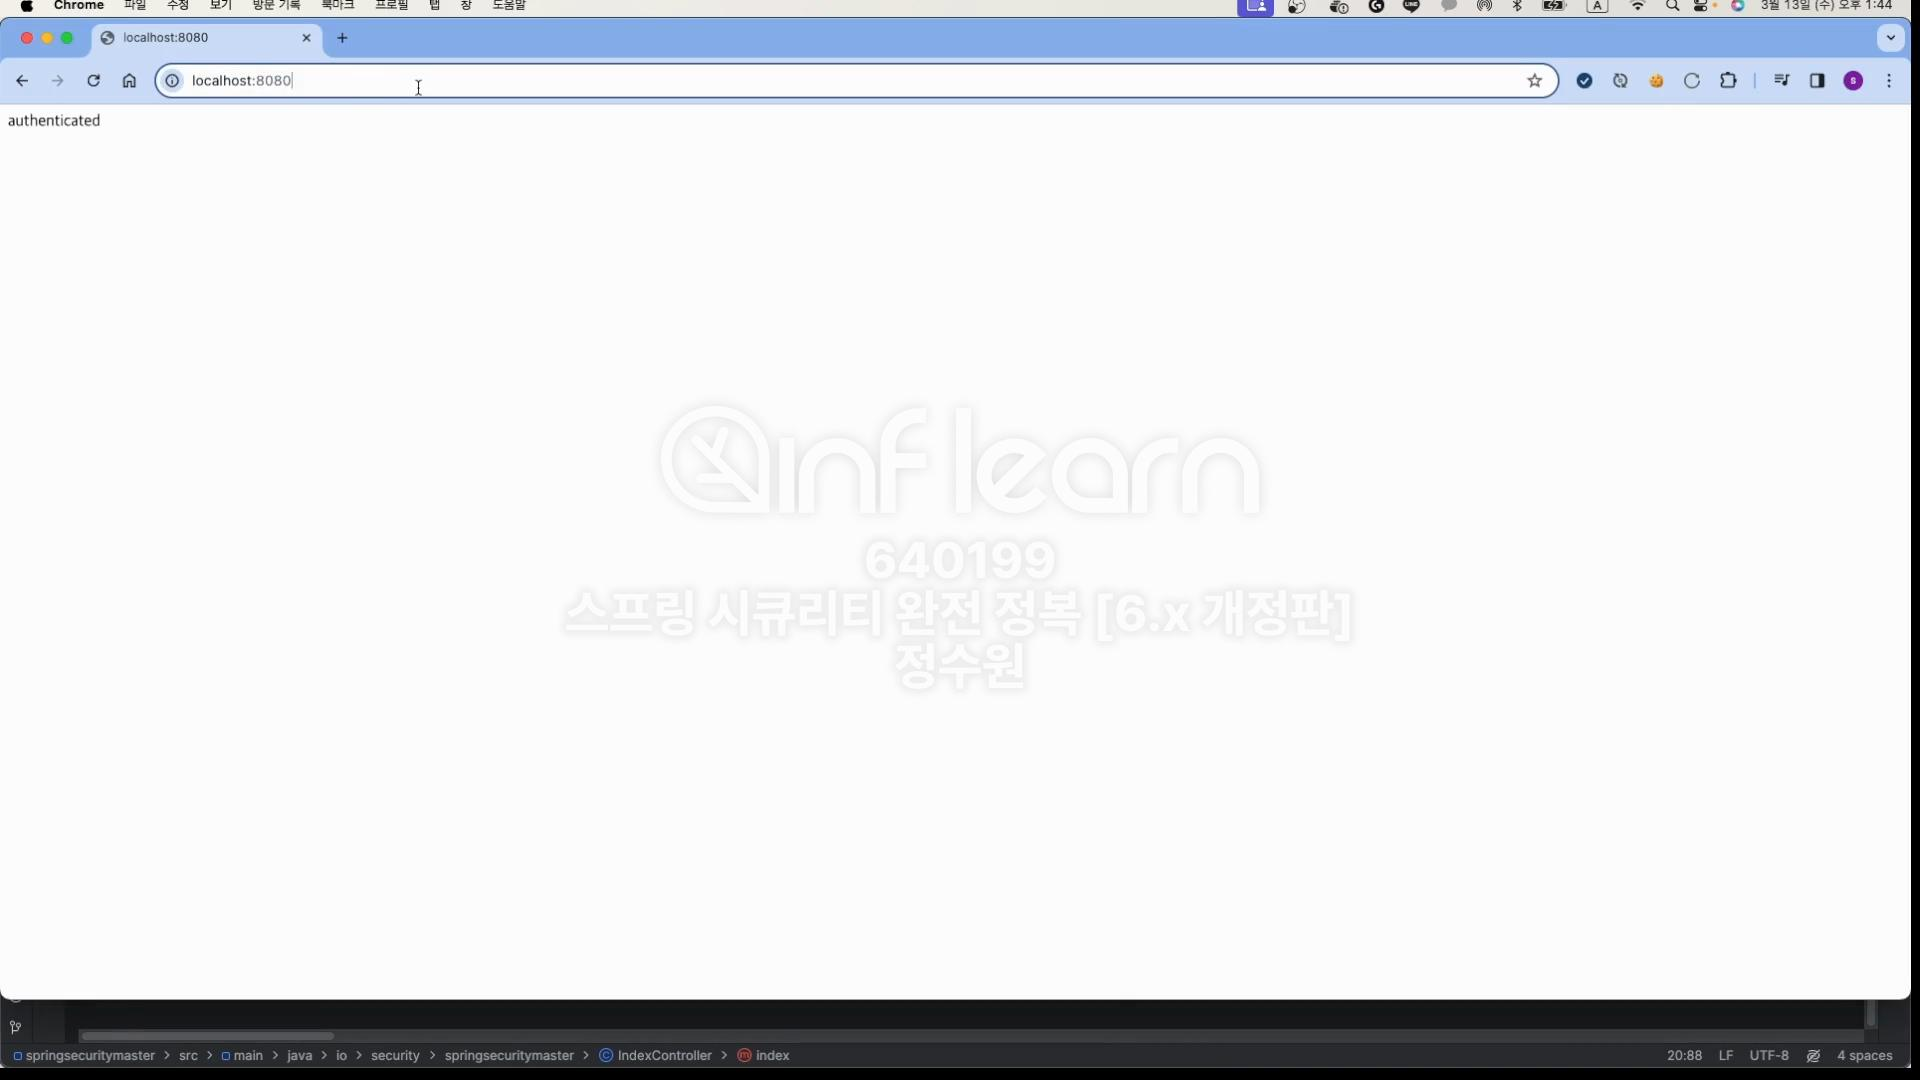 Chrome 파일 수정 보기 방문 기록 북마크 프로필 탭 창 도움말 A 3월 13일 (수) 오후 1:44
localhost:8080
localhost:8080
authenticated
inflearn
640199
스프링 시큐리티 완전 정복 [6.x 개정판]
정수원
springsecuritymaster > src > main > java > io > security > springsecuritymaster > IndexController > index 20:88 LF UTF-8 4 spaces